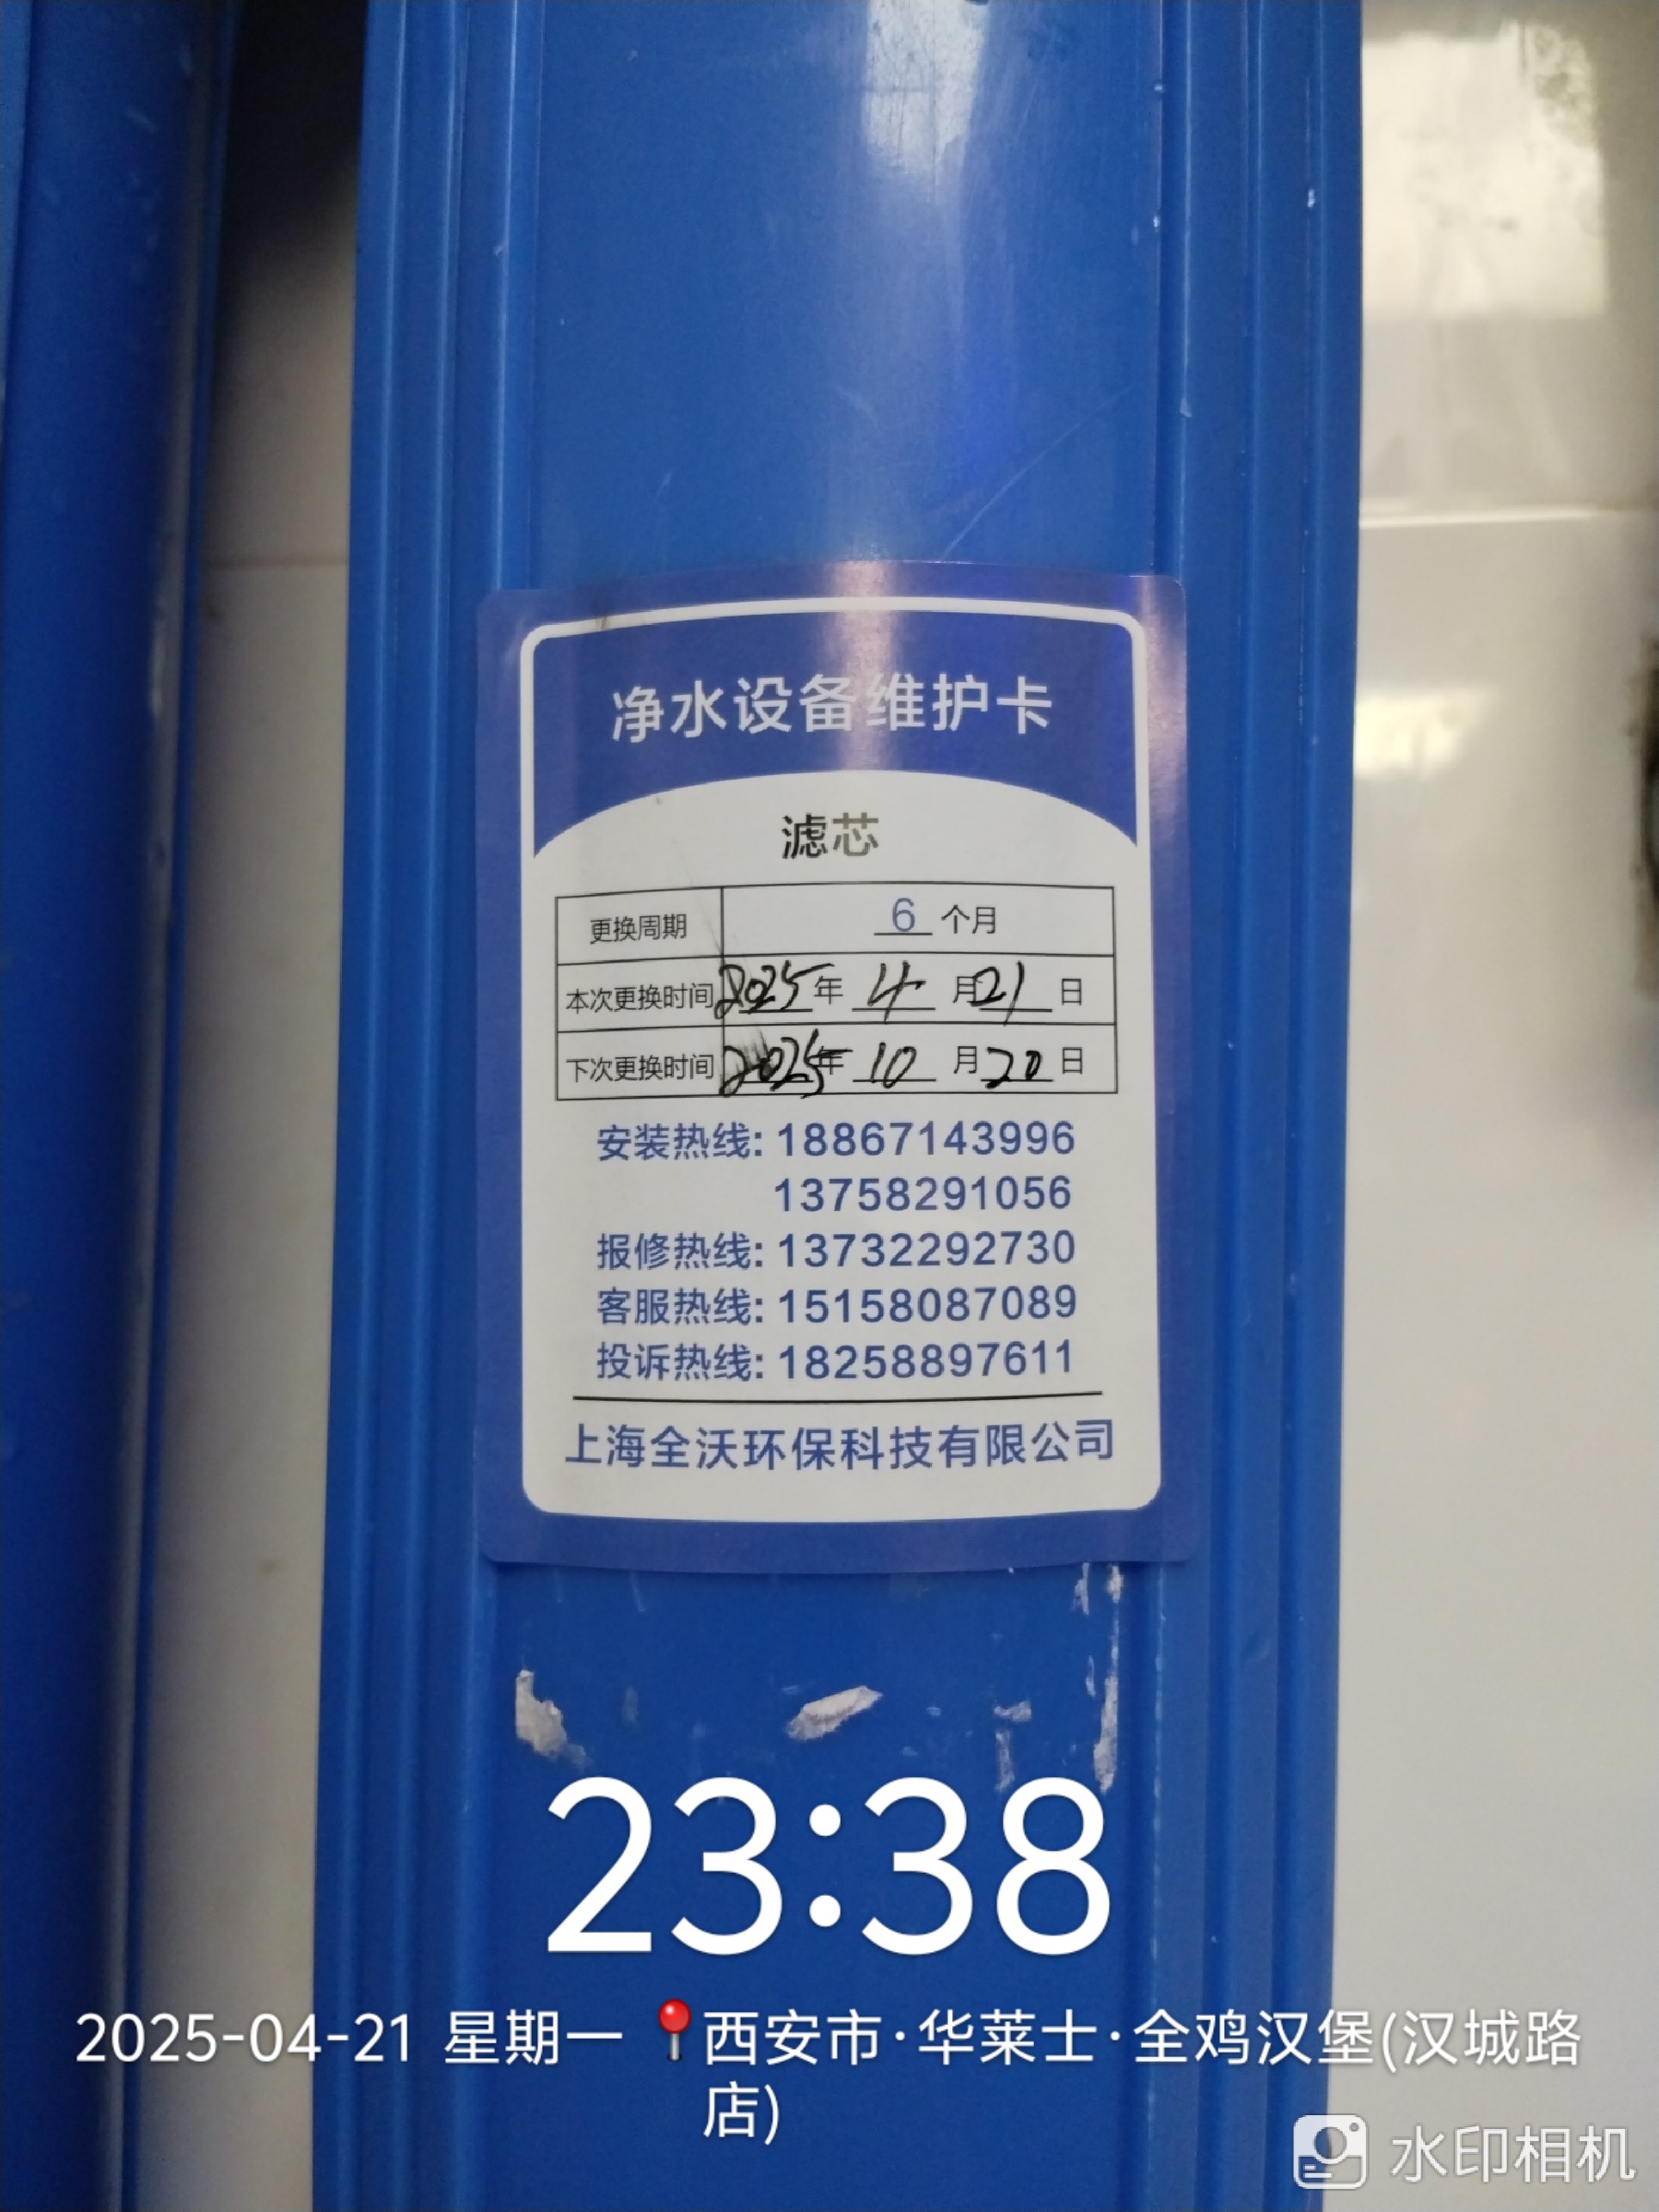 净水设备维护卡
滤芯
更换周期 6 个月
本次更换时间 2025 年 4 月 21 日
下次更换时间 2025 年 10 月 20 日
安装热线: 18867143996
13758291056
报修热线: 13732292730
客服热线: 15158087089
投诉热线: 18258897611
上海全沃环保科技有限公司
23:38
2025-04-21 星期一 📍西安市·华莱士·全鸡汉堡(汉城路
店)
水印相机